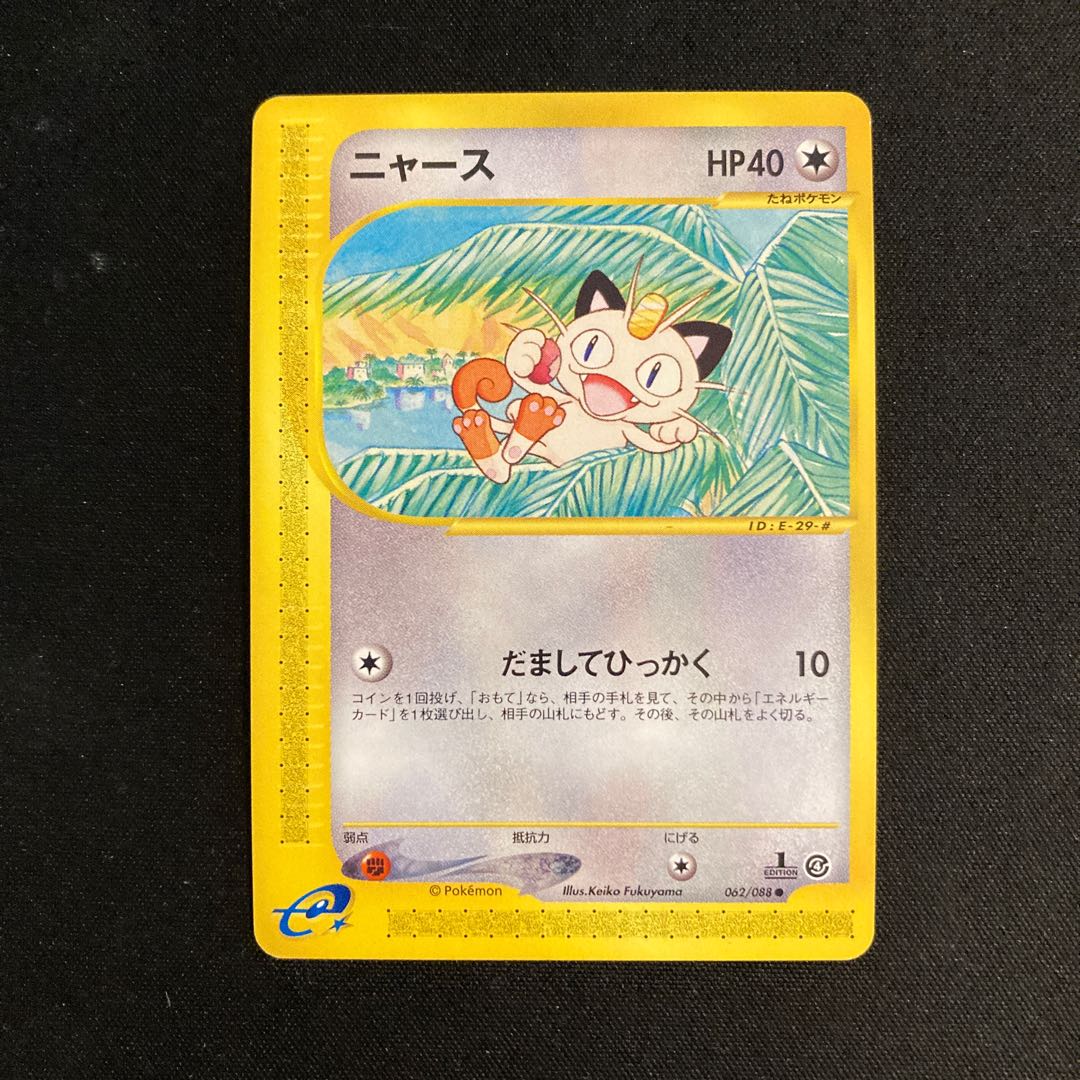 ニャース HP40
たねポケモン
ID:E-29-#
だましてひっかく 10
コインを1回投げ、「おもて」なら、相手の手札を見て、その中から「エネルギー
カード」を1枚選び出し、相手の山札にもどす。その後、その山札をよく切る。
弱点 抵抗力 にげる
1
EDITION
© Pokémon Illus.Keiko Fukuyama 062/088 ●
e